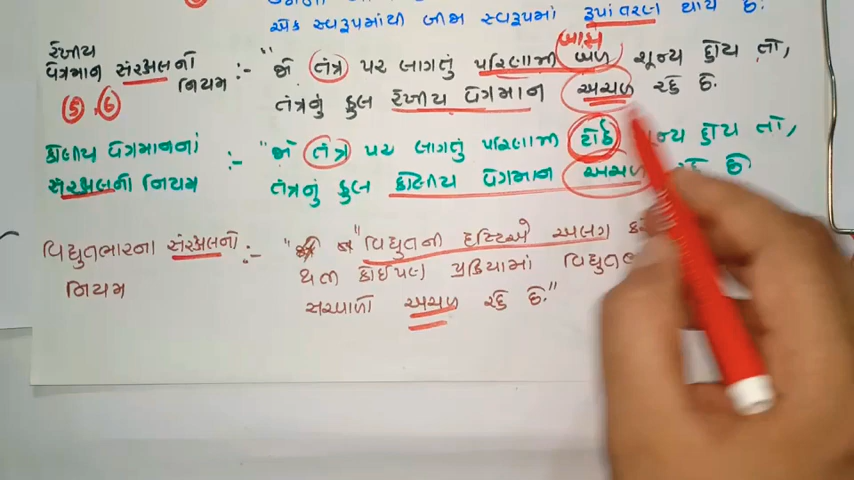 એક સ્વરૂપમાંથી બીજા સ્વરૂપમાં રૂપાંતરણ થાય છે.
રેખીય
વેગમાન સંરક્ષણનો
નિયમ :-
5, 6
બાહ્ય
"જો તંત્ર પર લાગતું પરિણામી બળ શૂન્ય હોય તો,
તંત્રનું કુલ રેખીય વેગમાન અચળ રહે છે.
કોણીય વેગમાનનાં
સંરક્ષણની નિયમ :-
"જો તંત્ર પર લાગતું પરિણામી ટોર્ક શૂન્ય હોય તો,
તંત્રનું કુલ કોણીય વેગમાન અચળ રહે છે
વિદ્યુતભારના સંરક્ષણનો :-
નિયમ
"વિદ્યુતની દૃષ્ટિએ અલગ
થતી કોઈપણ પ્રક્રિયામાં
સરવાળો અચળ રહે છે."